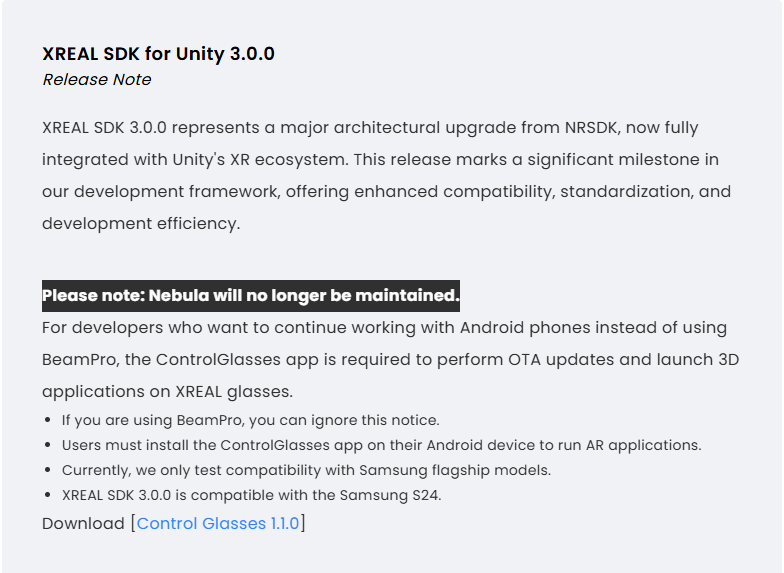 XREAL SDK for Unity 3.0.0
Release Note
XREAL SDK 3.0.0 represents a major architectural upgrade from NRSDK, now fully
integrated with Unity's XR ecosystem. This release marks a significant milestone in
our development framework, offering enhanced compatibility, standardization, and
development efficiency.
Please note: Nebula will no longer be maintained.
For developers who want to continue working with Android phones instead of using
BeamPro, the ControlGlasses app is required to perform OTA updates and launch 3D
applications on XREAL glasses.
• If you are using BeamPro, you can ignore this notice.
• Users must install the ControlGlasses app on their Android device to run AR applications.
• Currently, we only test compatibility with Samsung flagship models.
• XREAL SDK 3.0.0 is compatible with the Samsung S24.
Download [Control Glasses 1.1.0]